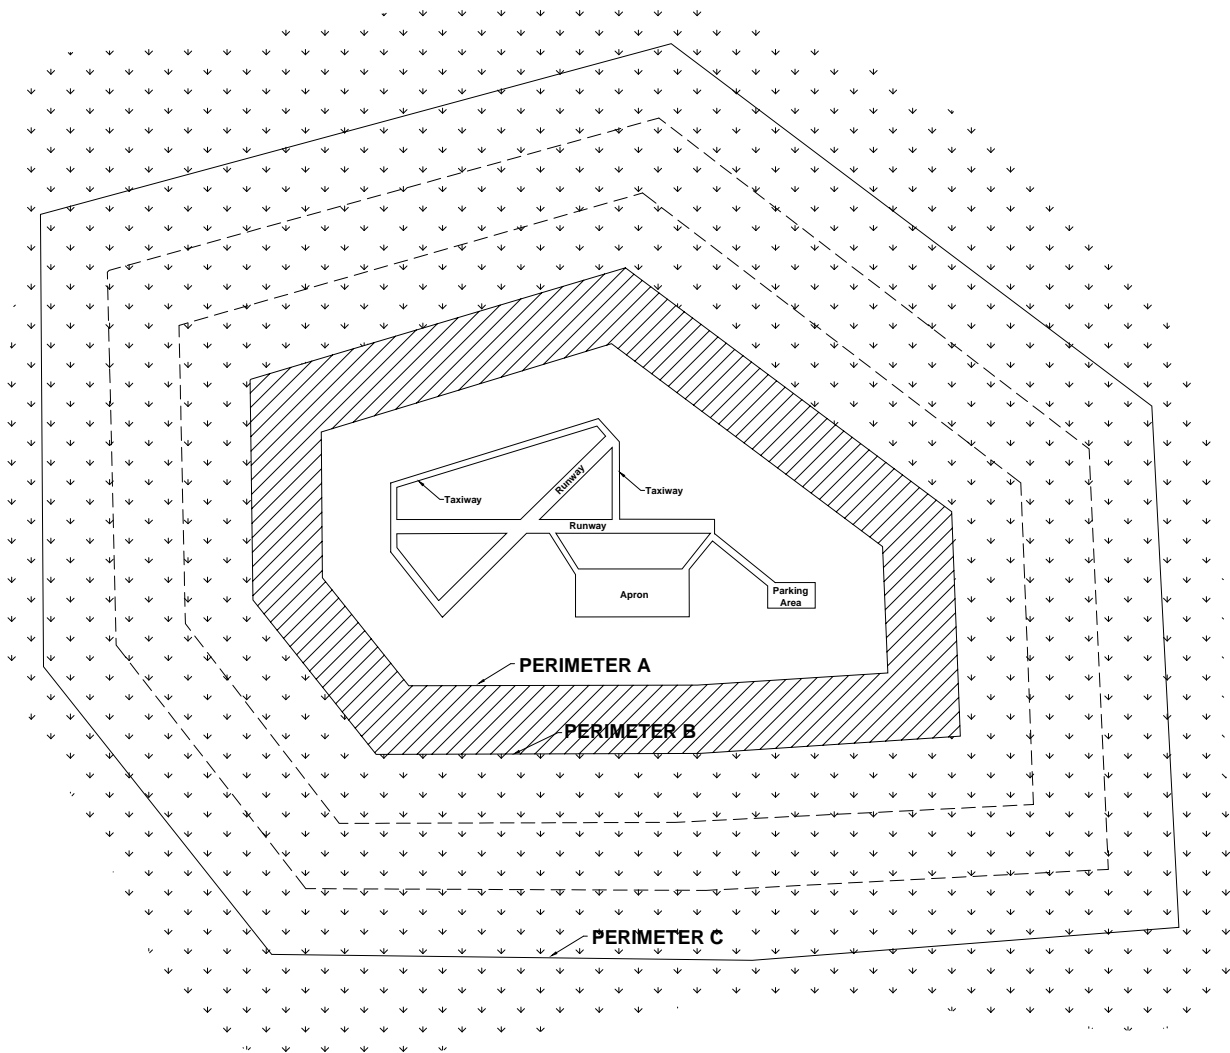 Runway
Taxiway
Taxiway
Runway
Apron
Parking
Area
PERIMETER A
PERIMETER B
PERIMETER C